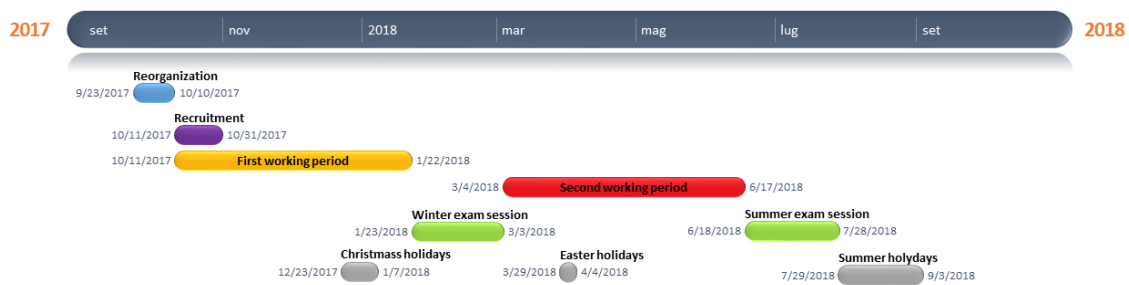 2017 set nov 2018 mar mag lug set 2018
Reorganization
9/23/2017 10/10/2017
Recruitment
10/11/2017 10/31/2017
10/11/2017 First working period 1/22/2018
3/4/2018 Second working period 6/17/2018
Winter exam session Summer exam session
1/23/2018 3/3/2018 6/18/2018 7/28/2018
Christmass holidays Easter holidays Summer holydays
12/23/2017 1/7/2018 3/29/2018 4/4/2018 7/29/2018 9/3/2018